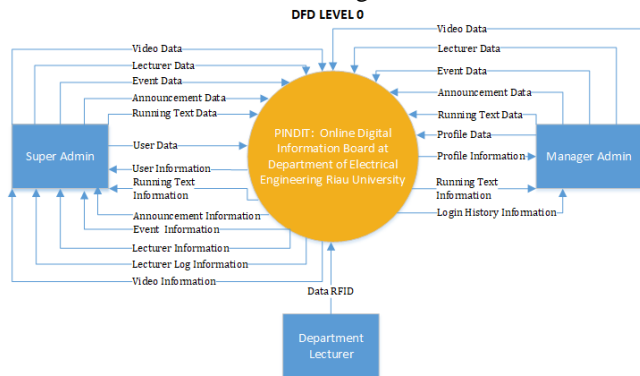 DFD LEVEL 0
Video Data
Lecturer Data
Event Data
Announcement Data
Running Text Data
User Data
User Information
Running Text
Information
Announcement Information
Event Information
Lecturer Information
Lecturer Log Information
Video Information
Super Admin
PINDIT: Online Digital
Information Board at
Department of Electrical
Engineering Riau University
Video Data
Lecturer Data
Event Data
Announcement Data
Running Text Data
Profile Data
Profile Information
Running Text
Information
Login History Information
Manager Admin
Data RFID
Department
Lecturer